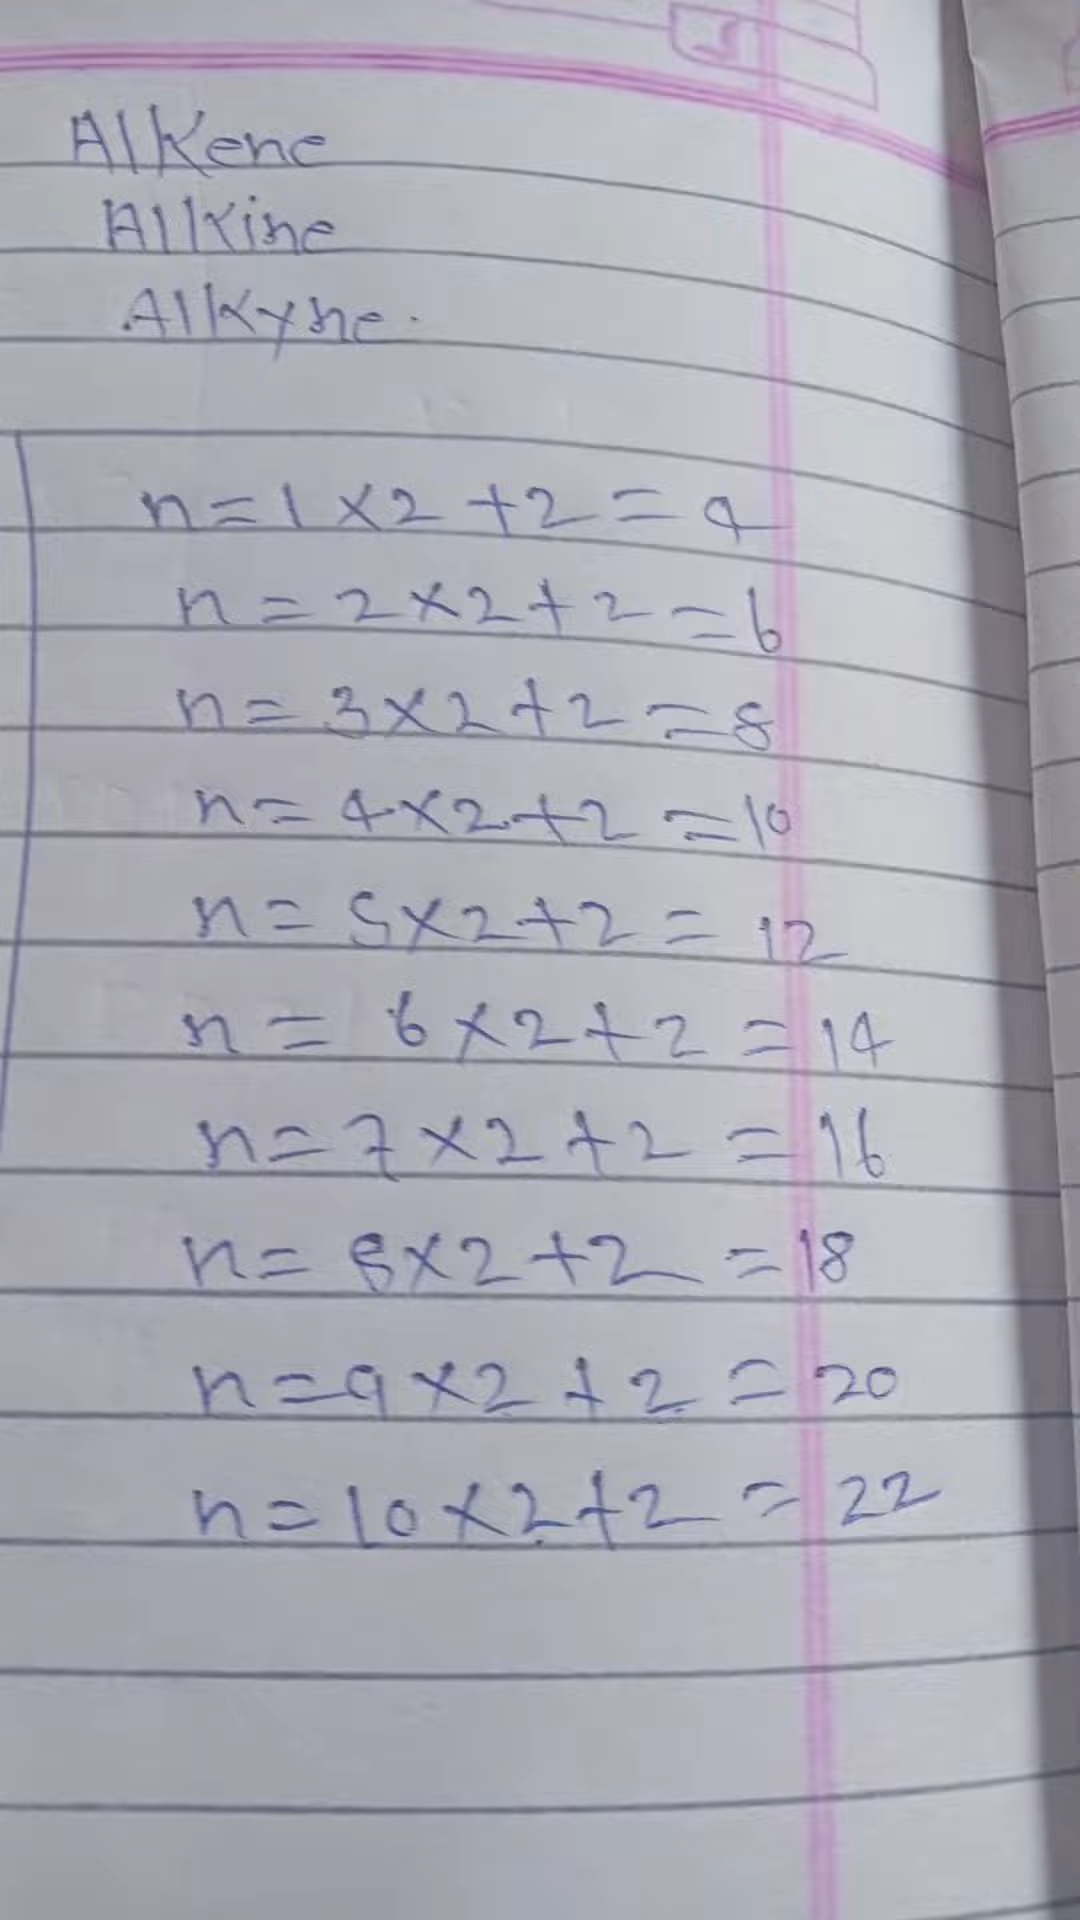 Alkene
Alkine
Alkyne.
n=1×2+2=4
n=2×2+2=6
n=3×2+2=8
n=4×2+2=10
n=5×2+2=12
n=6×2+2=14
n=7×2+2=16
n=8×2+2=18
n=9×2+2=20
n=10×2+2=22